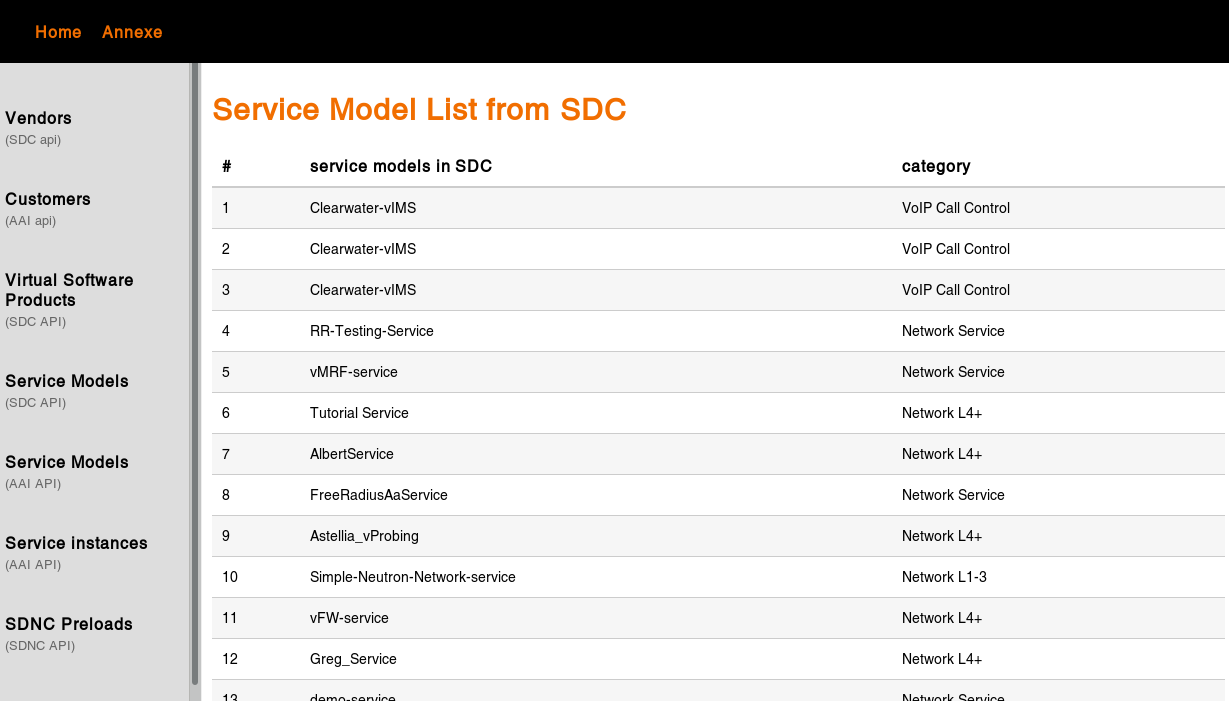 Home Annexe
Vendors
(SDC api)
Customers
(AAI api)
Virtual Software
Products
(SDC API)
Service Models
(SDC API)
Service Models
(AAI API)
Service instances
(AAI API)
SDNC Preloads
(SDNC API)
Service Model List from SDC
# service models in SDC category
1 Clearwater-vIMS VoIP Call Control
2 Clearwater-vIMS VoIP Call Control
3 Clearwater-vIMS VoIP Call Control
4 RR-Testing-Service Network Service
5 vMRF-service Network Service
6 Tutorial Service Network L4+
7 AlbertService Network L4+
8 FreeRadiusAaService Network Service
9 Astellia_vProbing Network L4+
10 Simple-Neutron-Network-service Network L1-3
11 vFW-service Network L4+
12 Greg_Service Network L4+
13 demo-service Network Service